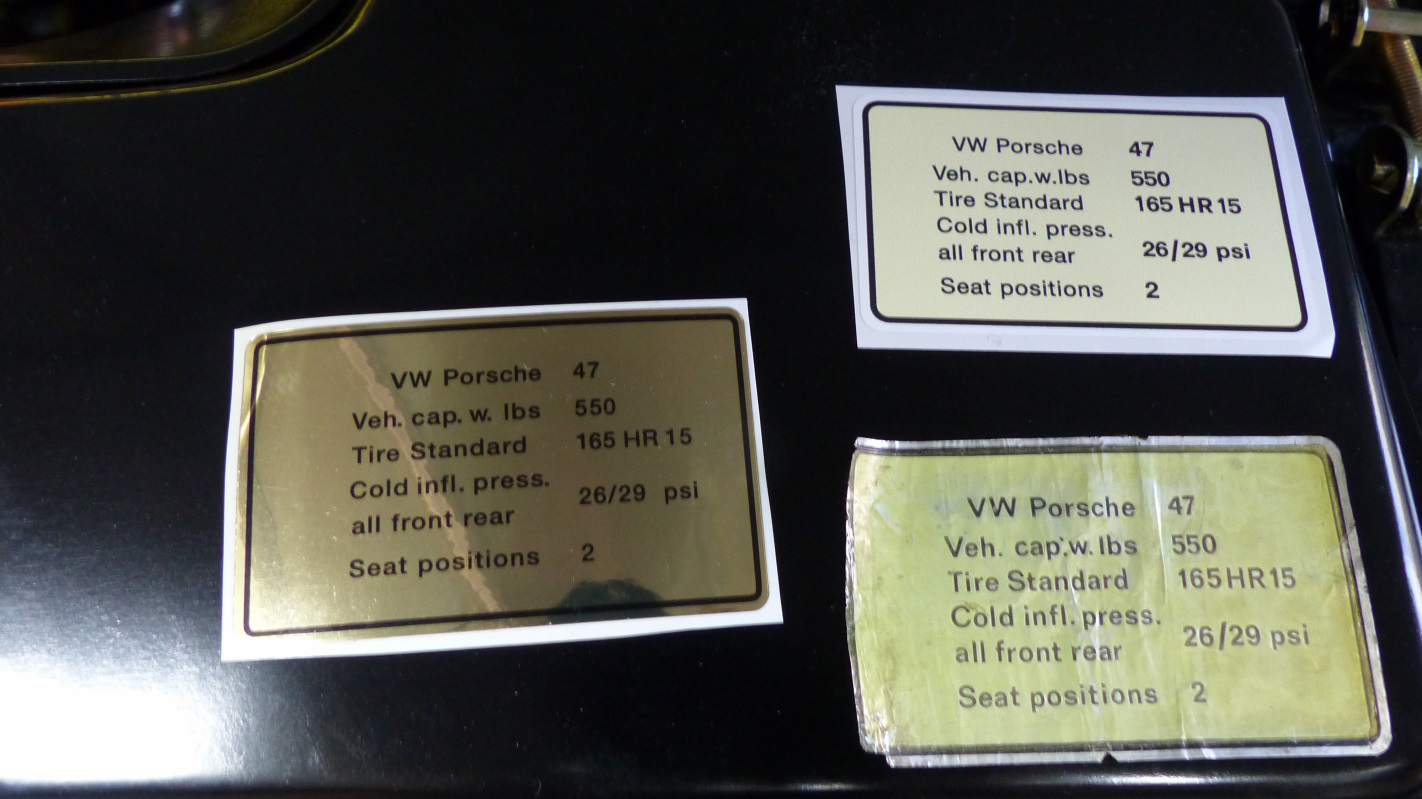 VW Porsche 47
Veh. cap.w.lbs 550
Tire Standard 165 HR 15
Cold infl. press.
all front rear 26/29 psi
Seat positions 2
VW Porsche 47
Veh. cap. w. lbs 550
Tire Standard 165 HR 15
Cold infl. press.
all front rear 26/29 psi
Seat positions 2
VW Porsche 47
Veh. cap.w. lbs 550
Tire Standard 165 HR 15
Cold infl. press.
all front rear 26/29 psi
Seat positions 2